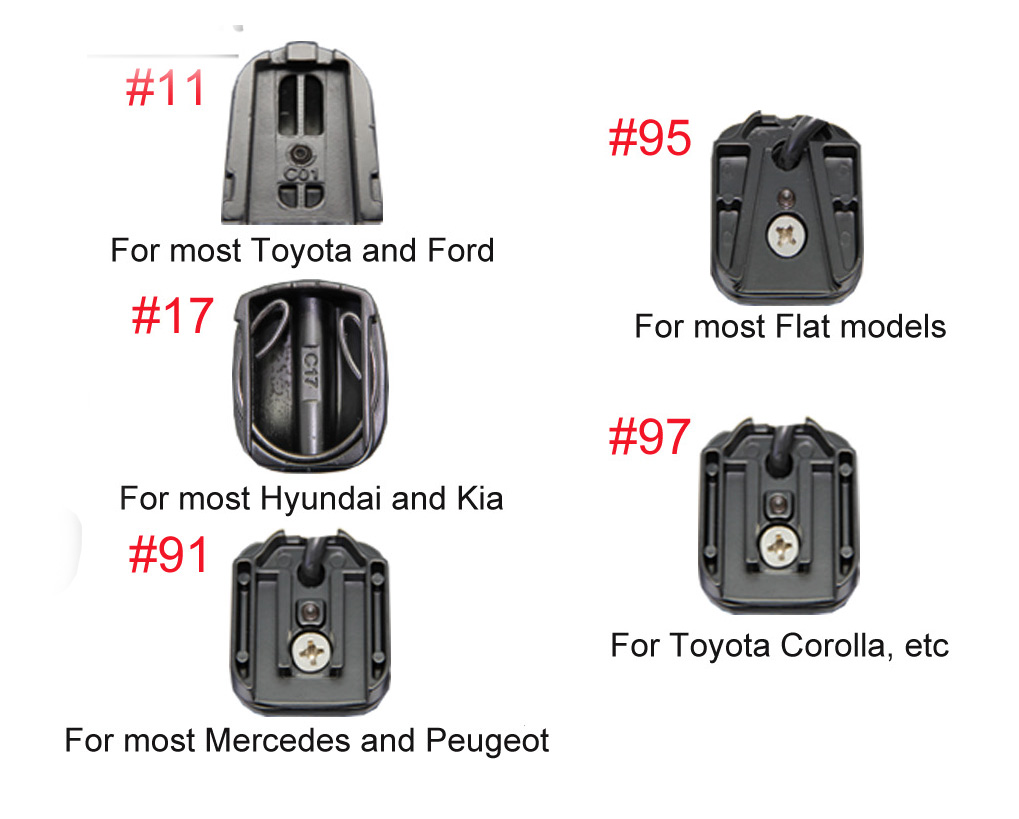 #11
C01
For most Toyota and Ford
#17
C17
For most Hyundai and Kia
#91
For most Mercedes and Peugeot
#95
For most Flat models
#97
For Toyota Corolla, etc